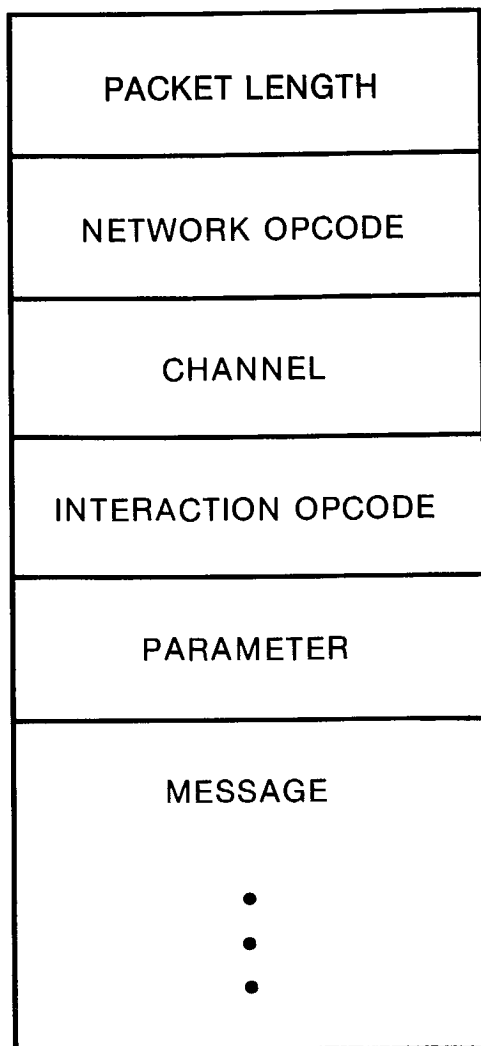 PACKET LENGTH
NETWORK OPCODE
CHANNEL
INTERACTION OPCODE
PARAMETER
MESSAGE